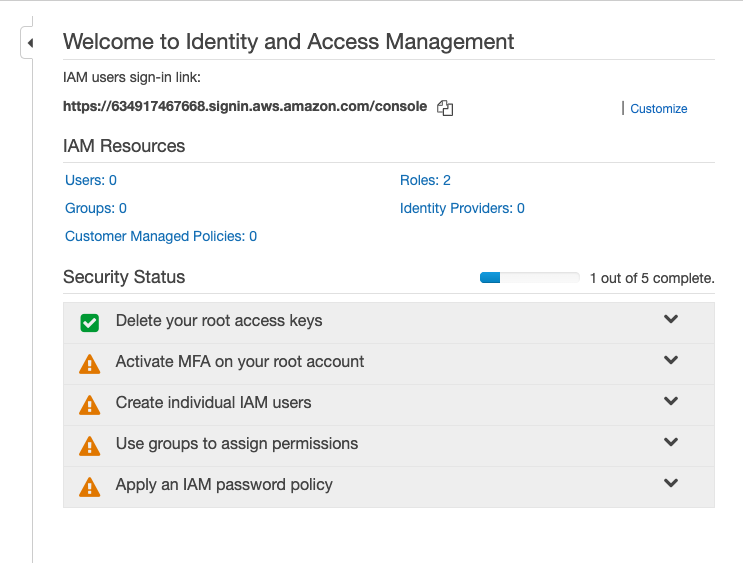 Welcome to Identity and Access Management
IAM users sign-in link:
https://634917467668.signin.aws.amazon.com/console | Customize
IAM Resources
Users: 0 Roles: 2
Groups: 0 Identity Providers: 0
Customer Managed Policies: 0
Security Status 1 out of 5 complete.
Delete your root access keys
Activate MFA on your root account
Create individual IAM users
Use groups to assign permissions
Apply an IAM password policy